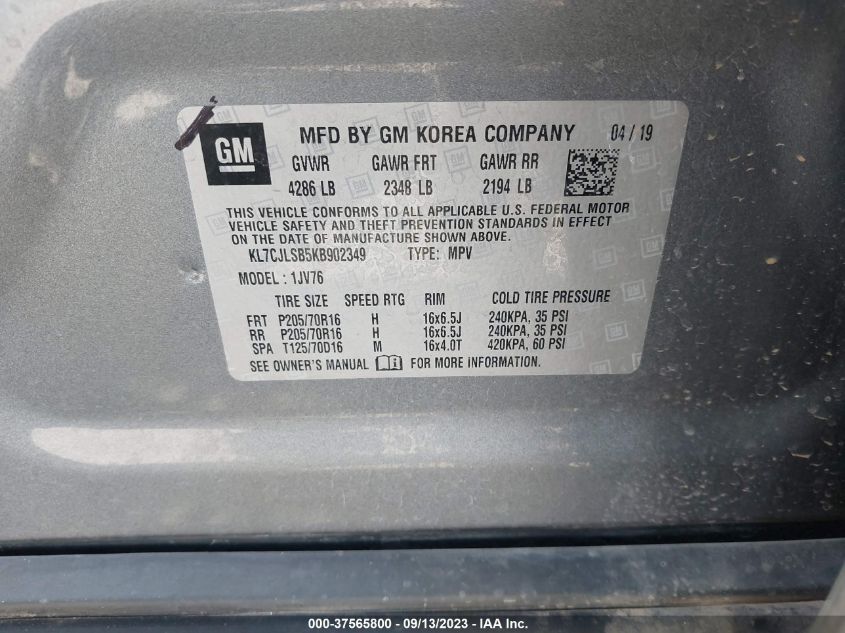 GM MFD BY GM KOREA COMPANY 04 / 19
GVWR GAWR FRT GAWR RR
4286 LB 2348 LB 2194 LB
THIS VEHICLE CONFORMS TO ALL APPLICABLE U.S. FEDERAL MOTOR
VEHICLE SAFETY AND THEFT PREVENTION STANDARDS IN EFFECT
ON THE DATE OF MANUFACTURE SHOWN ABOVE.
KL7CJLSB5KB902349 TYPE: MPV
MODEL : 1JV76
TIRE SIZE SPEED RTG RIM COLD TIRE PRESSURE
FRT P205/70R16 H 16x6.5J 240KPA, 35 PSI
RR P205/70R16 H 16x6.5J 240KPA, 35 PSI
SPA T125/70D16 M 16x4.0T 420KPA, 60 PSI
SEE OWNER'S MANUAL FOR MORE INFORMATION.
000-37565800 - 09/13/2023 - IAA Inc.